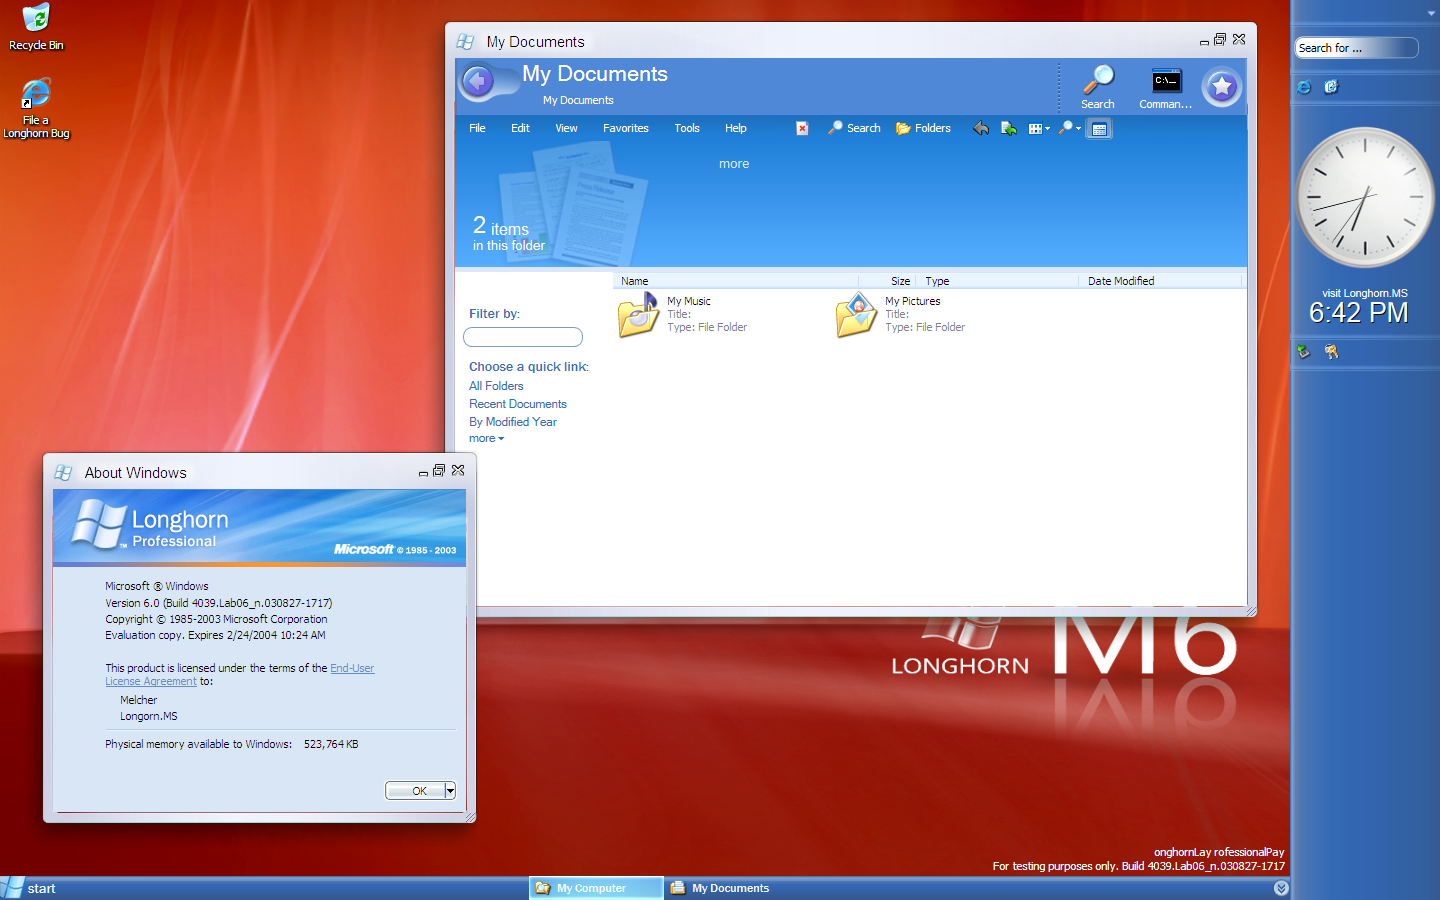 Recycle Bin
File a
Longhorn Bug
My Documents
My Documents
My Documents
Search
Comman...
File Edit View Favorites Tools Help Search Folders
more
2 items
in this folder
Name Size Type Date Modified
My Music
Title:
Type: File Folder
My Pictures
Title:
Type: File Folder
Filter by:
Choose a quick link:
All Folders
Recent Documents
By Modified Year
more
About Windows
Longhorn
Professional
Microsoft © 1985 - 2003
Microsoft ® Windows
Version 6.0 (Build 4039.Lab06_n.030827-1717)
Copyright © 1985-2003 Microsoft Corporation
Evaluation copy. Expires 2/24/2004 10:24 AM
This product is licensed under the terms of the End-User
License Agreement to:
Melcher
Longorn.MS
Physical memory available to Windows: 523,764 KB
OK
LONGHORN M6
Search for ...
visit Longhorn.MS
6:42 PM
onghornLay rofessionalPay
For testing purposes only. Build 4039.Lab06_n.030827-1717
start
My Computer
My Documents